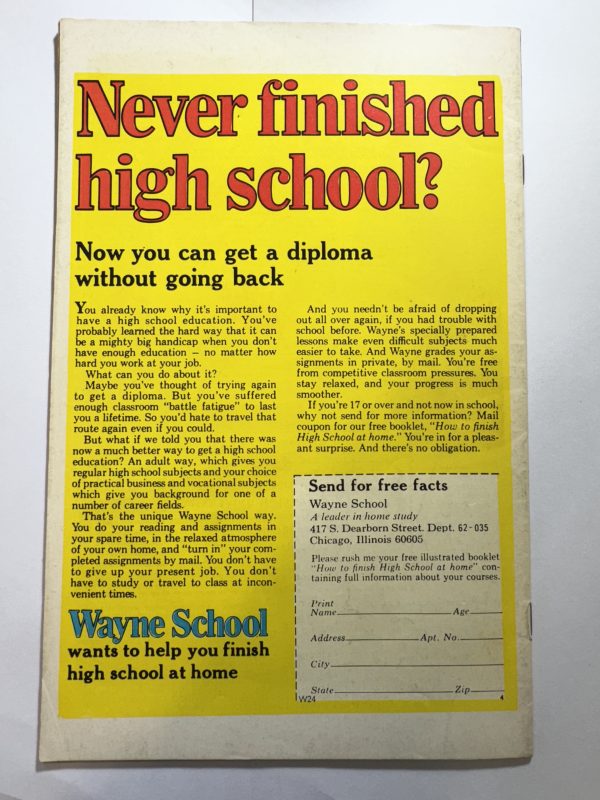 Never finished
high school?
Now you can get a diploma
without going back
You already know why it's important to
have a high school education. You've
probably learned the hard way that it can
be a mighty big handicap when you don't
have enough education – no matter how
hard you work at your job.
What can you do about it?
Maybe you've thought of trying again
to get a diploma. But you've suffered
enough classroom "battle fatigue" to last
you a lifetime. So you'd hate to travel that
route again even if you could.
But what if we told you that there was
now a much better way to get a high school
education? An adult way, which gives you
regular high school subjects and your choice
of practical business and vocational subjects
which give you background for one of a
number of career fields.
That's the unique Wayne School way.
You do your reading and assignments in
your spare time, in the relaxed atmosphere
of your own home, and "turn in" your com-
pleted assignments by mail. You don't have
to give up your present job. You don't
have to study or travel to class at incon-
venient times.
Wayne School
wants to help you finish
high school at home
And you needn't be afraid of dropping
out all over again, if you had trouble with
school before. Wayne's specially prepared
lessons make even difficult subjects much
easier to take. And Wayne grades your as-
signments in private, by mail. You're free
from competitive classroom pressures. You
stay relaxed, and your progress is much
smoother.
If you're 17 or over and not now in school,
why not send for more information? Mail
coupon for our free booklet, "How to finish
High School at home." You're in for a pleas-
ant surprise. And there's no obligation.
Send for free facts
Wayne School
A leader in home study
417 S. Dearborn Street, Dept. 62-035
Chicago, Illinois 60605
Please rush me your free illustrated booklet
"How to finish High School at home" con-
taining full information about your courses.
Print
Name Age
Address Apt. No.
City
State Zip
W24 4